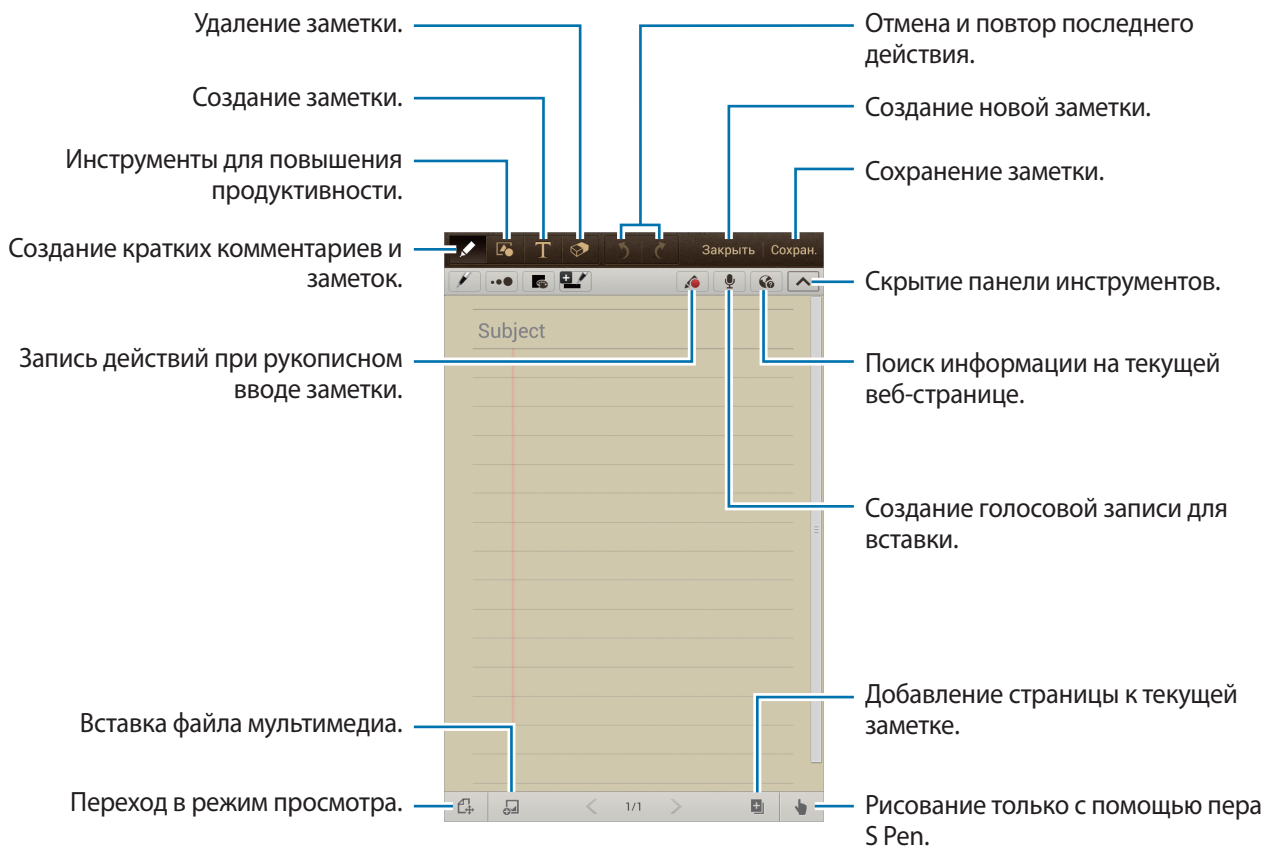 Удаление заметки.
Создание заметки.
Инструменты для повышения
продуктивности.
Создание кратких комментариев и
заметок.
Запись действий при рукописном
вводе заметки.
Вставка файла мультимедиа.
Переход в режим просмотра.
T
Закрыть
Сохран.
Subject
1/1
Отмена и повтор последнего
действия.
Создание новой заметки.
Сохранение заметки.
Скрытие панели инструментов.
Поиск информации на текущей
веб-странице.
Создание голосовой записи для
вставки.
Добавление страницы к текущей
заметке.
Рисование только с помощью пера
S Pen.